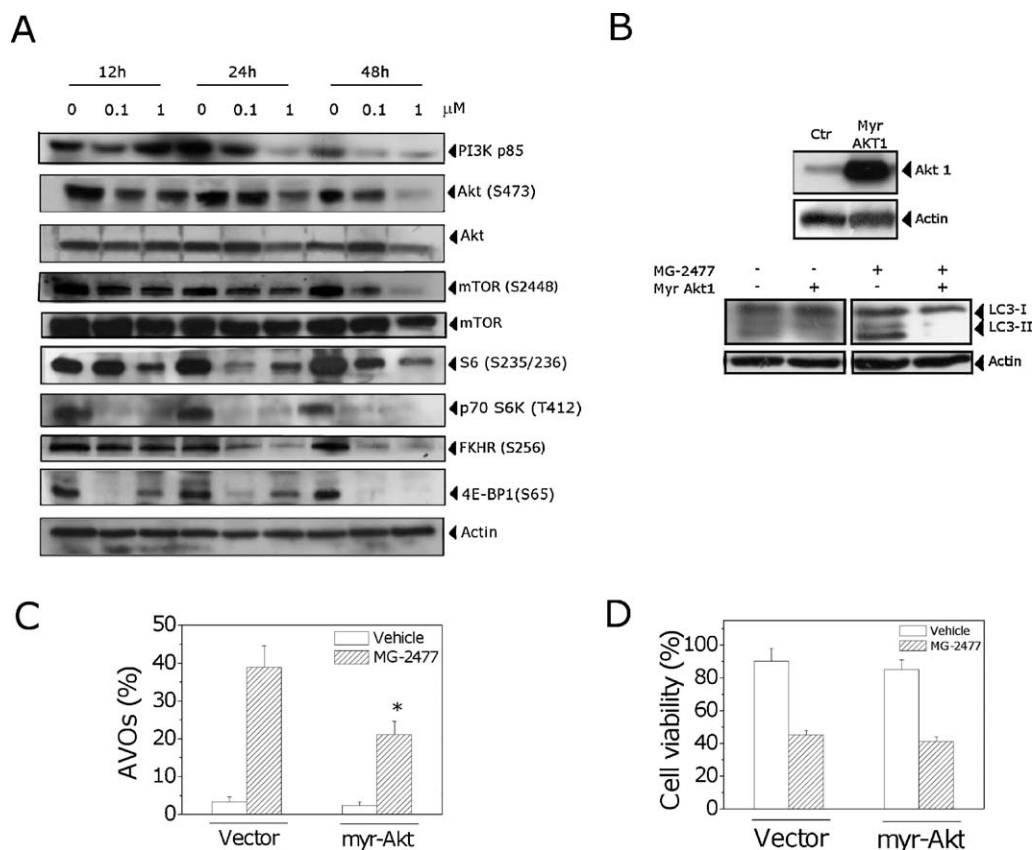 A
12h 24h 48h
0 0.1 1 0 0.1 1 0 0.1 1 µM
PI3K p85
Akt (S473)
Akt
mTOR (S2448)
mTOR
S6 (S235/236)
p70 S6K (T412)
FKHR (S256)
4E-BP1(S65)
Actin
B
Ctr Myr
AKT1
Akt 1
Actin
MG-2477 - - + +
Myr Akt1 - + - +
LC3-I
LC3-II
Actin
C
AVOs (%)
50
40
30
20
10
0
Vehicle
MG-2477
*
Vector myr-Akt
D
Cell viability (%)
100
80
60
40
20
0
Vehicle
MG-2477
Vector myr-Akt